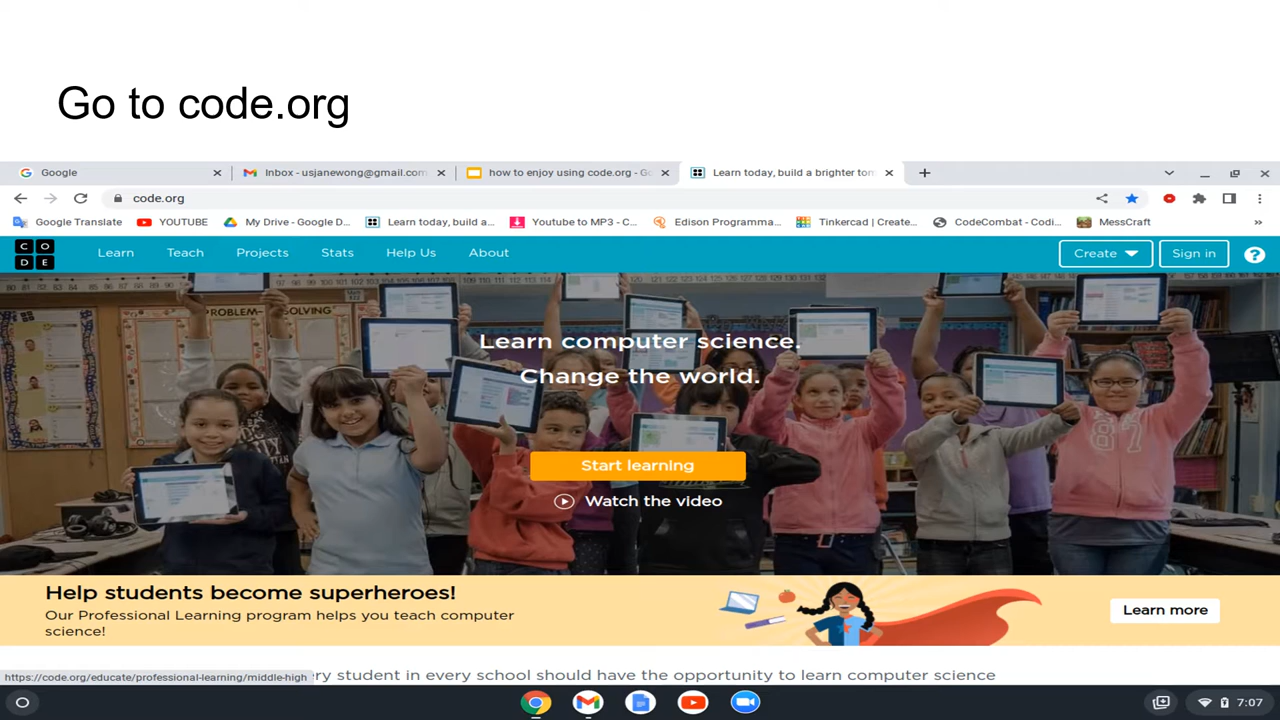 Go to code.org
Google
Inbox - usjanewong@gmail.com
how to enjoy using code.org - Go
Learn today, build a brighter tom
code.org
Google Translate
YOUTUBE
My Drive - Google D...
Learn today, build a...
Youtube to MP3 - C...
Edison Programma...
Tinkercad | Create...
CodeCombat - Codi...
MessCraft
»
C O
D E
Learn
Teach
Projects
Stats
Help Us
About
Create
Sign in
?
PROBLEM-SOLVING
Learn computer science.
Change the world.
87
Start learning
Watch the video
Help students become superheroes!
Our Professional Learning program helps you teach computer
science!
Learn more
https://code.org/educate/professional-learning/middle-high
ry student in every school should have the opportunity to learn computer science
7:07